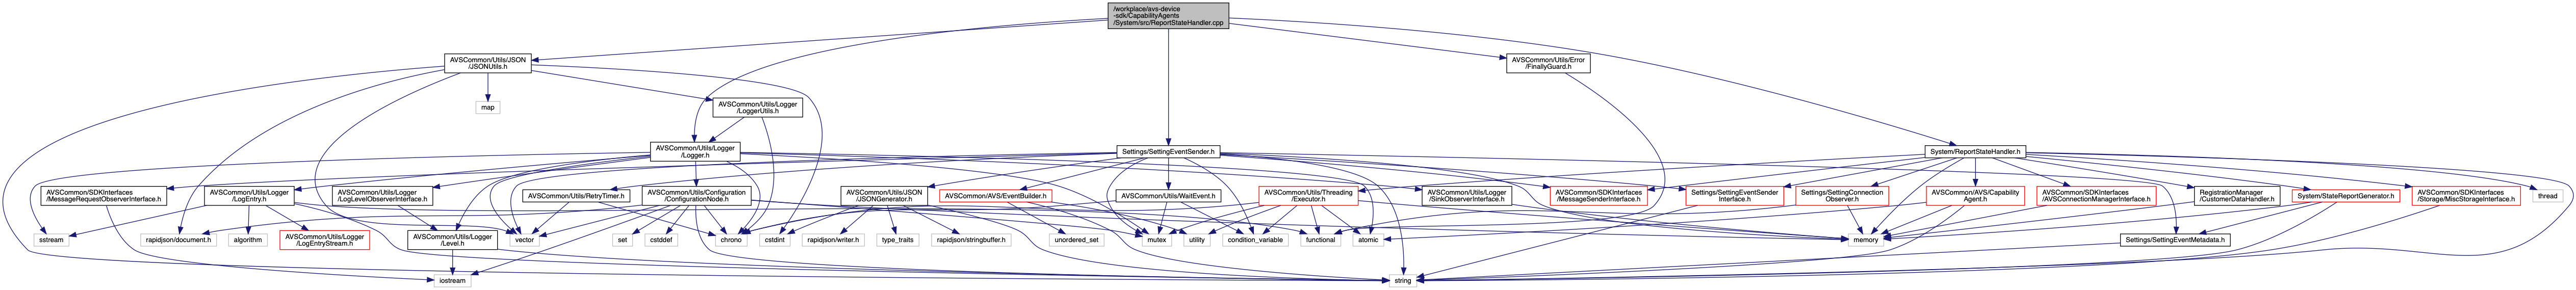 /workplace/avs-device
-sdk/CapabilityAgents
/System/src/ReportStateHandler.cpp
AVSCommon/Utils/JSON
/JSONUtils.h
AVSCommon/Utils/Error
/FinallyGuard.h
map
AVSCommon/Utils/Logger
/LoggerUtils.h
AVSCommon/Utils/Logger
/Logger.h
Settings/SettingEventSender.h
System/ReportStateHandler.h
AVSCommon/SDKInterfaces
/MessageRequestObserverInterface.h
AVSCommon/Utils/Logger
/LogEntry.h
AVSCommon/Utils/Logger
/LogLevelObserverInterface.h
AVSCommon/Utils/RetryTimer.h
AVSCommon/Utils/Configuration
/ConfigurationNode.h
AVSCommon/Utils/JSON
/JSONGenerator.h
AVSCommon/AVS/EventBuilder.h
AVSCommon/Utils/WaitEvent.h
AVSCommon/Utils/Threading
/Executor.h
AVSCommon/Utils/Logger
/SinkObserverInterface.h
AVSCommon/SDKInterfaces
/MessageSenderInterface.h
Settings/SettingEventSender
Interface.h
Settings/SettingConnection
Observer.h
AVSCommon/AVS/Capability
Agent.h
AVSCommon/SDKInterfaces
/AVSConnectionManagerInterface.h
RegistrationManager
/CustomerDataHandler.h
System/StateReportGenerator.h
AVSCommon/SDKInterfaces
/Storage/MiscStorageInterface.h
thread
sstream
rapidjson/document.h
algorithm
AVSCommon/Utils/Logger
/LogEntryStream.h
AVSCommon/Utils/Logger
/Level.h
vector
set
cstddef
chrono
cstdint
rapidjson/writer.h
type_traits
rapidjson/stringbuffer.h
unordered_set
mutex
utility
condition_variable
functional
atomic
memory
Settings/SettingEventMetadata.h
iostream
string